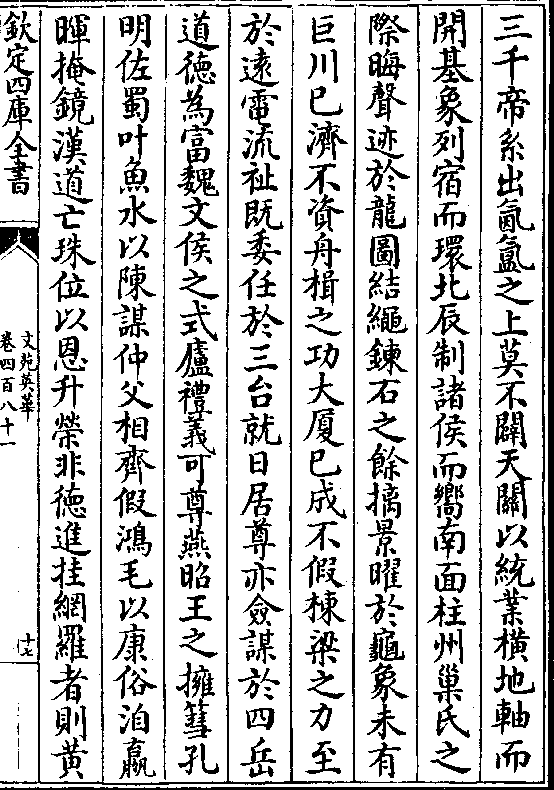 三千帝系出氤氳之上莫不闢天關以統業橫地軸而
開基象列宿而環北辰制諸侯而嚮南面柱州巢氏之
際晦聲迹於龍圖結繩鍊石之餘摛景曜於龜象未有
巨川已濟不資舟楫之功大厦已成不假棟梁之力至
於遠雷流祉既委任於三台就日居尊亦僉謀於四岳
道德為富魏文侯之式廬禮義可尊燕昭王之擁篲孔
明佐蜀叶魚水以陳謀仲父相齊假鴻毛以康俗洎嬴
暉掩鏡漢道亡珠位以恩升榮非德進挂網羅者則黄
欽定四庫全書
文苑英華
卷四百八十一
十七